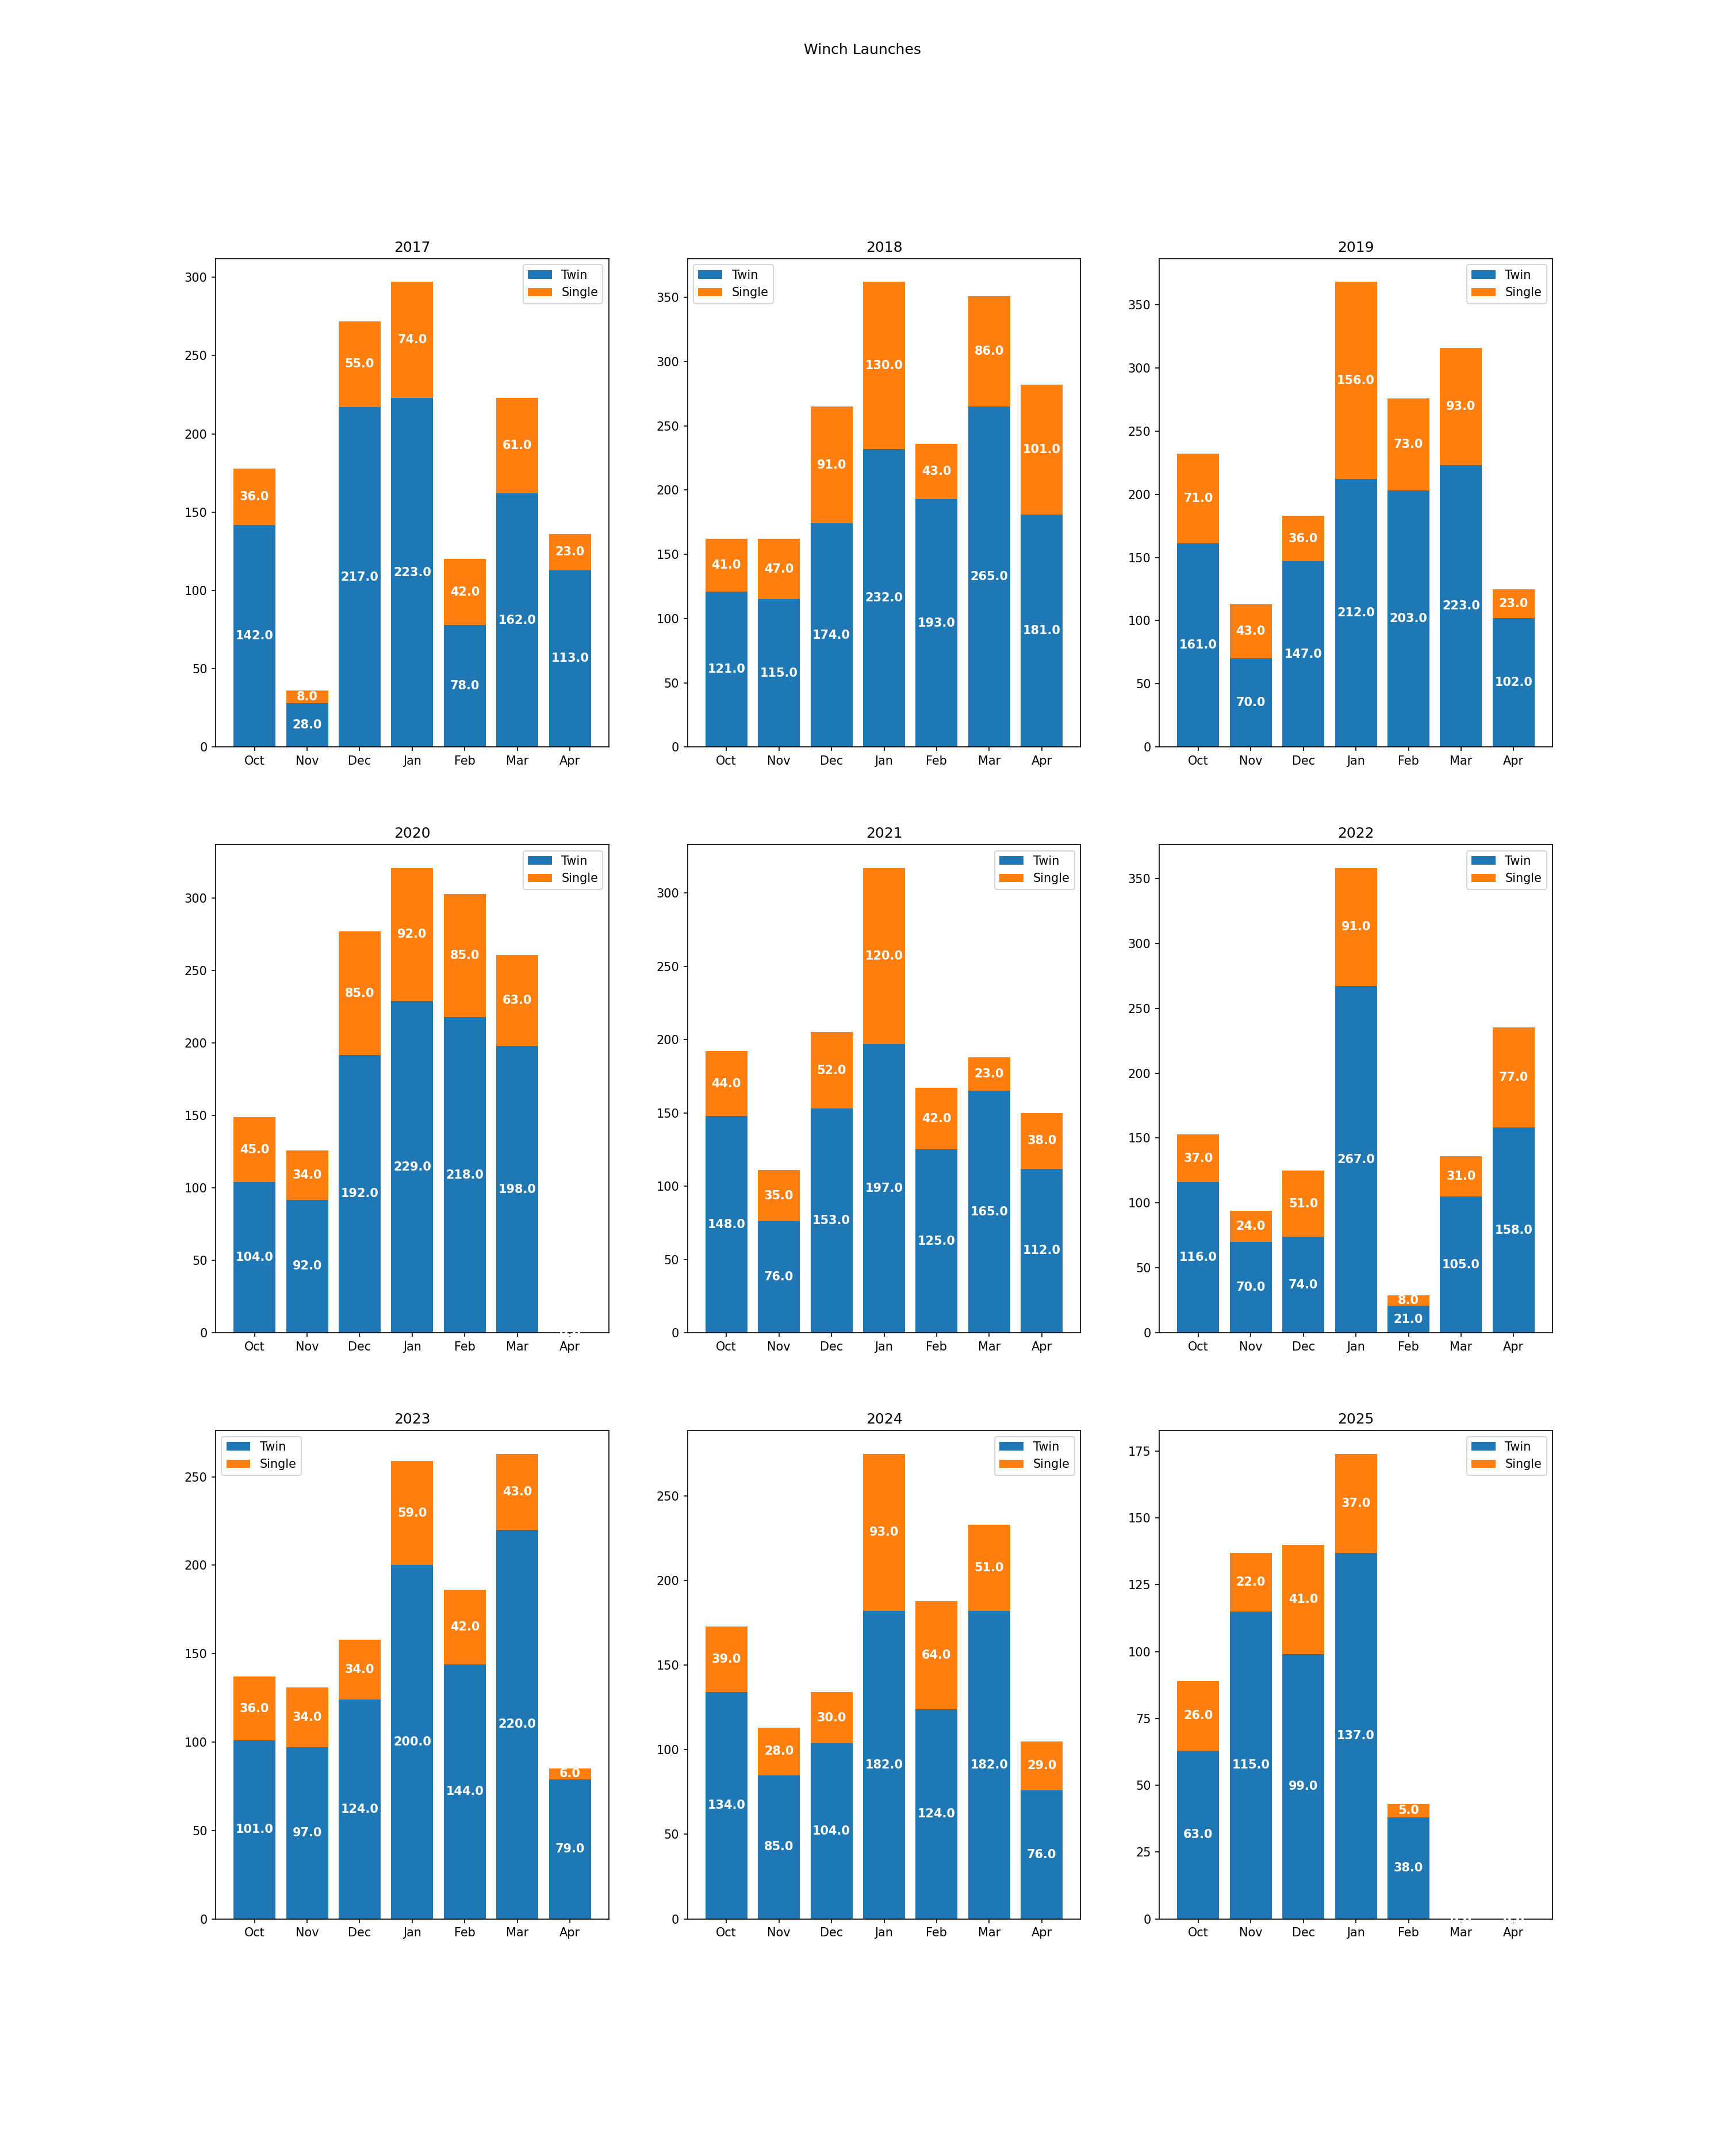 Winch Launches
2017
Twin
Single
300
250
200
150
100
50
0
36.0 8.0 55.0 74.0 42.0 61.0 23.0
142.0 28.0 217.0 223.0 78.0 162.0 113.0
Oct Nov Dec Jan Feb Mar Apr
2018
Twin
Single
350
300
250
200
150
100
50
0
41.0 47.0 91.0 130.0 43.0 86.0 101.0
121.0 115.0 174.0 232.0 193.0 265.0 181.0
Oct Nov Dec Jan Feb Mar Apr
2019
Twin
Single
350
300
250
200
150
100
50
0
71.0 43.0 36.0 156.0 73.0 93.0 23.0
161.0 70.0 147.0 212.0 203.0 223.0 102.0
Oct Nov Dec Jan Feb Mar Apr
2020
Twin
Single
300
250
200
150
100
50
0
45.0 34.0 85.0 92.0 85.0 63.0
104.0 92.0 192.0 229.0 218.0 198.0
Oct Nov Dec Jan Feb Mar Apr
2021
Twin
Single
300
250
200
150
100
50
0
44.0 35.0 52.0 120.0 42.0 23.0 38.0
148.0 76.0 153.0 197.0 125.0 165.0 112.0
Oct Nov Dec Jan Feb Mar Apr
2022
Twin
Single
350
300
250
200
150
100
50
0
37.0 24.0 51.0 91.0 8.0 31.0 77.0
116.0 70.0 74.0 267.0 21.0 105.0 158.0
Oct Nov Dec Jan Feb Mar Apr
2023
Twin
Single
250
200
150
100
50
0
36.0 34.0 34.0 59.0 42.0 43.0 6.0
101.0 97.0 124.0 200.0 144.0 220.0 79.0
Oct Nov Dec Jan Feb Mar Apr
2024
Twin
Single
250
200
150
100
50
0
39.0 28.0 30.0 93.0 64.0 51.0 29.0
134.0 85.0 104.0 182.0 124.0 182.0 76.0
Oct Nov Dec Jan Feb Mar Apr
2025
Twin
Single
175
150
125
100
75
50
25
0
26.0 22.0 41.0 37.0 5.0
63.0 115.0 99.0 137.0 38.0
Oct Nov Dec Jan Feb Mar Apr